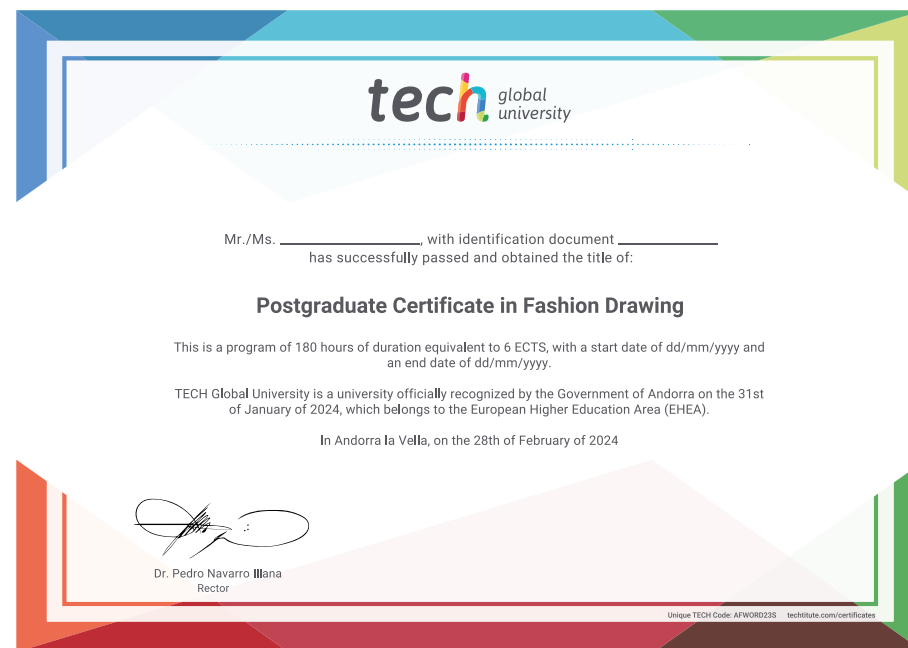 tech global
university
Mr./Ms. ____________, with identification document ____________
has successfully passed and obtained the title of:
Postgraduate Certificate in Fashion Drawing
This is a program of 180 hours of duration equivalent to 6 ECTS, with a start date of dd/mm/yyyy and
an end date of dd/mm/yyyy.
TECH Global University is a university officially recognized by the Government of Andorra on the 31st
of January of 2024, which belongs to the European Higher Education Area (EHEA).
In Andorra la Vella, on the 28th of February of 2024
Dr. Pedro Navarro Illana
Rector
Unique TECH Code: AFWORD23S techtitute.com/certificates